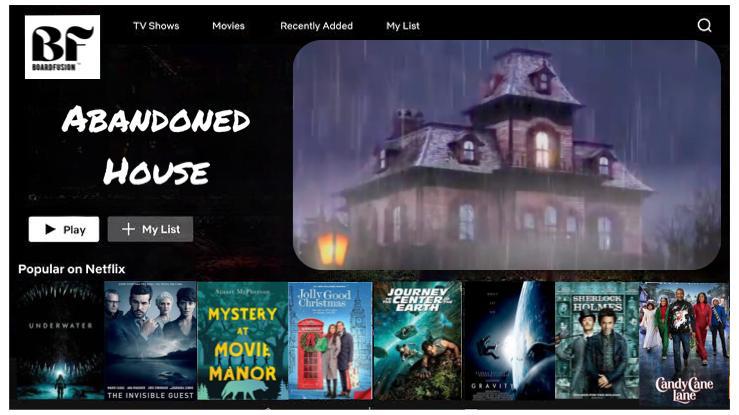 BF
BOARDFUSION™
TV Shows
Movies
Recently Added
My List
ABANDONED
HOUSE
Play
My List
Popular on Netflix
UNDERWATER
THE INVISIBLE GUEST
Stuart McPherson
MYSTERY
AT
MOVIE
MANOR
Jolly Good
Christmas
JOURNEY
TO THE
CENTER OF THE
EARTH
GRAVITY
SHERLOCK
HOLMES
Candy Cane
Lane